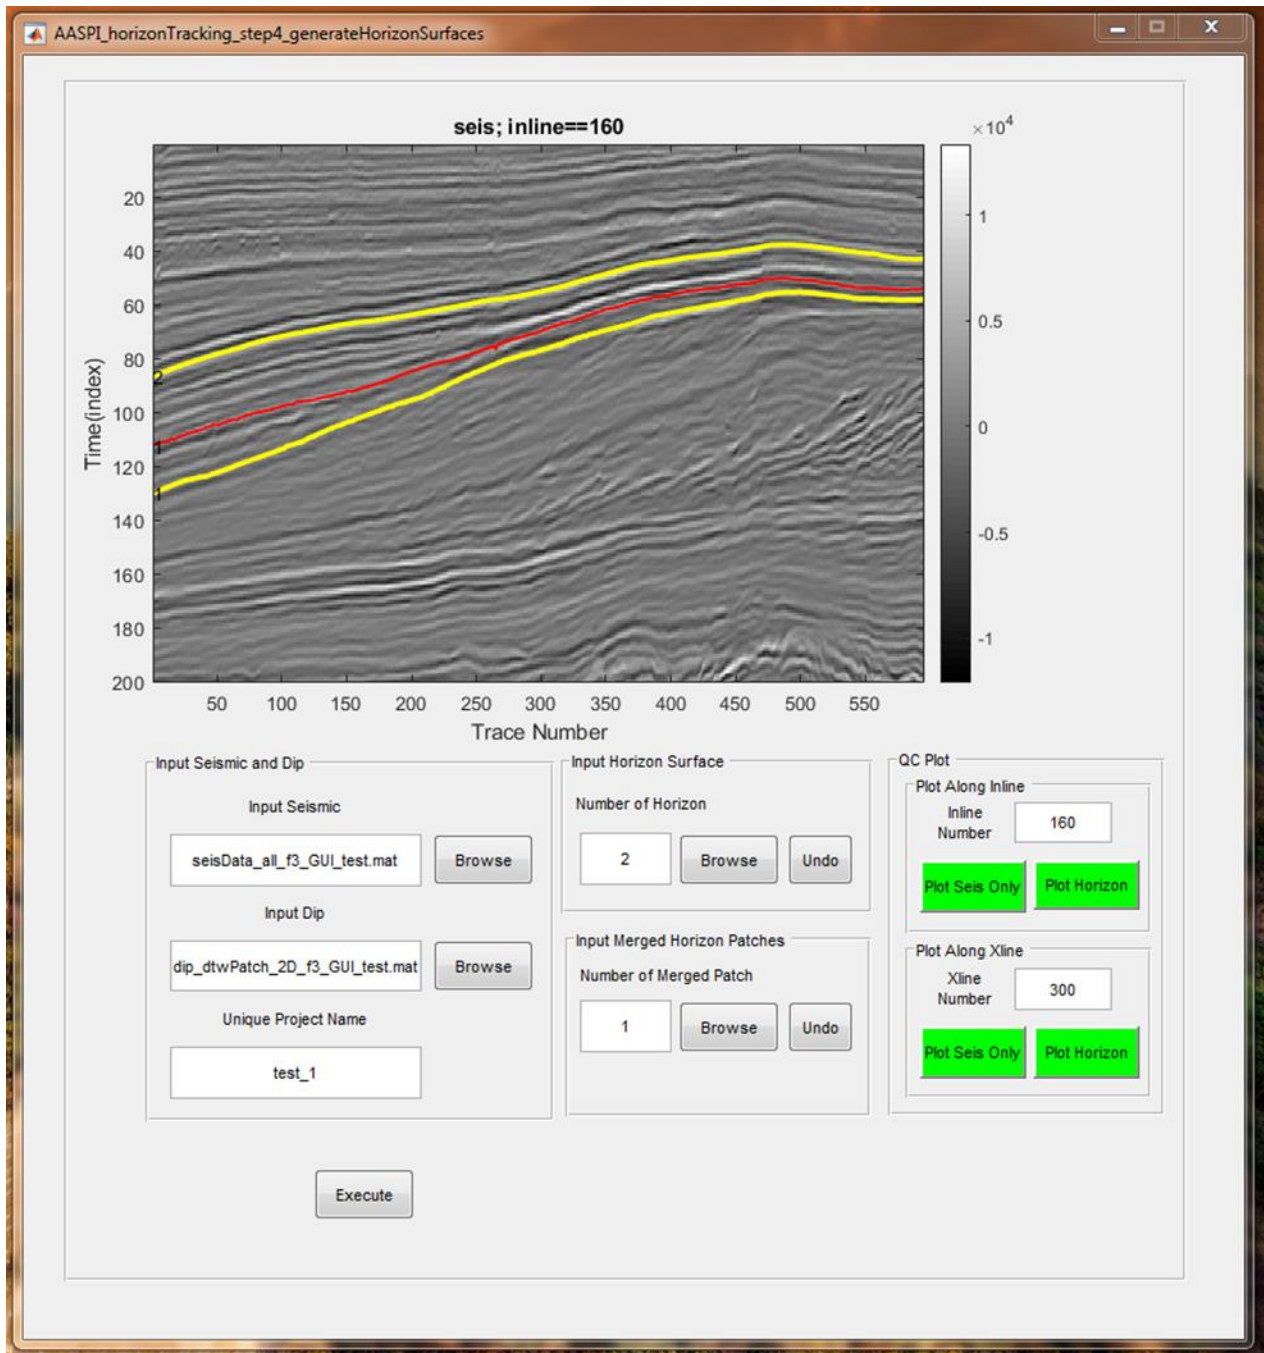 AASPI_horizonTracking_step4_generateHorizonSurfaces
seis; inline==160
×10^4
20
40
60
80
100
120
140
160
180
200
Time(index)
2
1
1
1
0.5
0
-0.5
-1
50 100 150 200 250 300 350 400 450 500 550
Trace Number
Input Seismic and Dip
Input Seismic
seisData_all_f3_GUI_test.mat Browse
Input Dip
dip_dtwPatch_2D_f3_GUI_test.mat Browse
Unique Project Name
test_1
Input Horizon Surface
Number of Horizon
2 Browse Undo
Input Merged Horizon Patches
Number of Merged Patch
1 Browse Undo
QC Plot
Plot Along Inline
Inline
Number
160
Plot Seis Only Plot Horizon
Plot Along Xline
Xline
Number
300
Plot Seis Only Plot Horizon
Execute